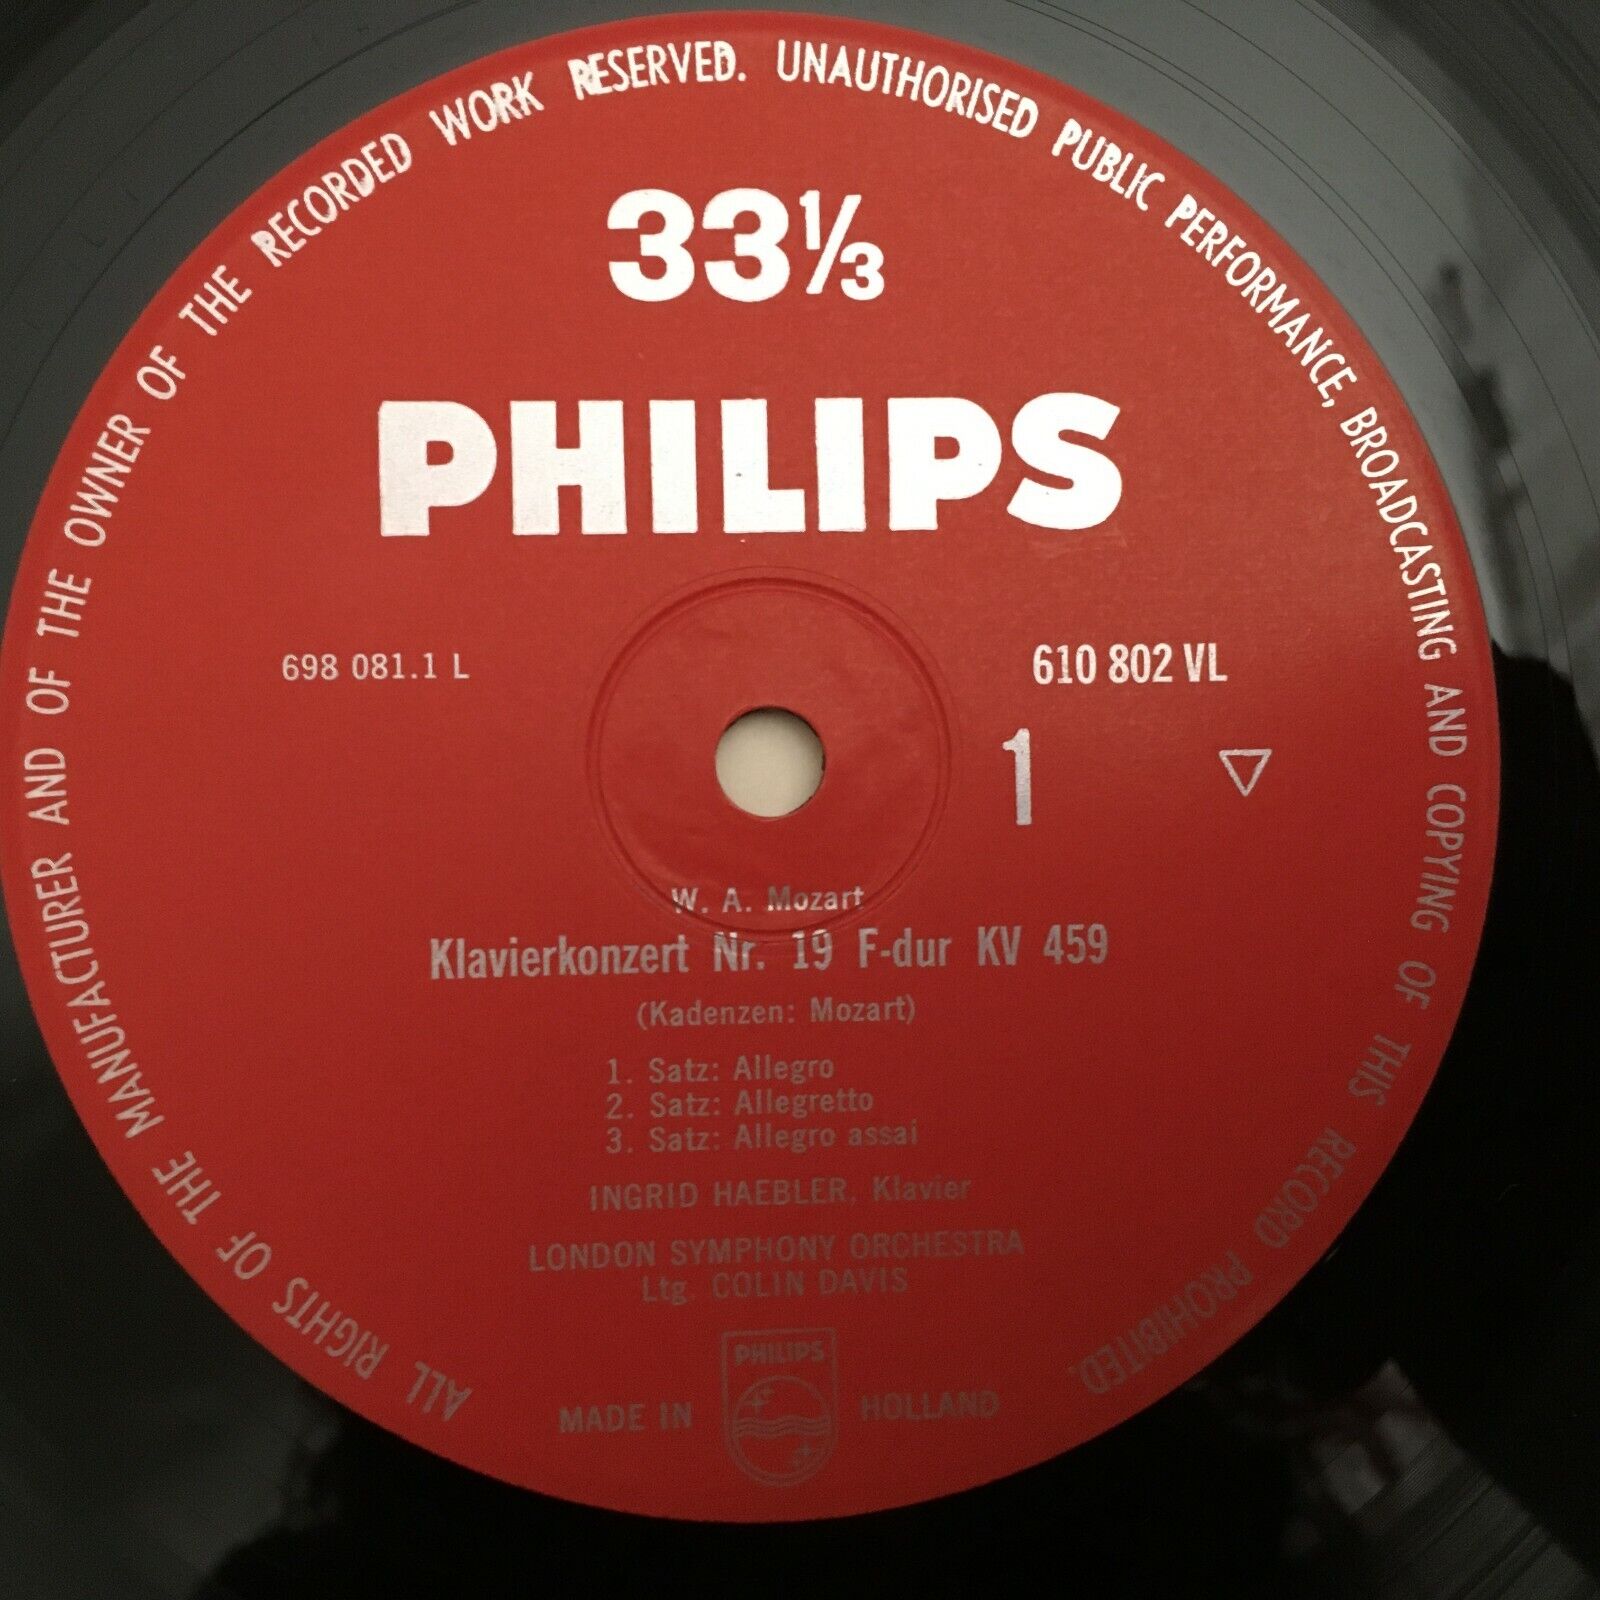 ALL RIGHTS OF THE MANUFACTURER AND OF THE OWNER OF THE RECORDED WORK RESERVED. UNAUTHORISED PUBLIC PERFORMANCE, BROADCASTING AND COPYING OF THIS RECORD PROHIBITED.
33⅓
PHILIPS
698 081.1 L
610 802 VL
1
W. A. Mozart
Klavierkonzert Nr. 19 F-dur KV 459
(Kadenzen: Mozart)
1. Satz: Allegro
2. Satz: Allegretto
3. Satz: Allegro assai
INGRID HAEBLER, Klavier
LONDON SYMPHONY ORCHESTRA
Ltg. COLIN DAVIS
PHILIPS
MADE IN HOLLAND